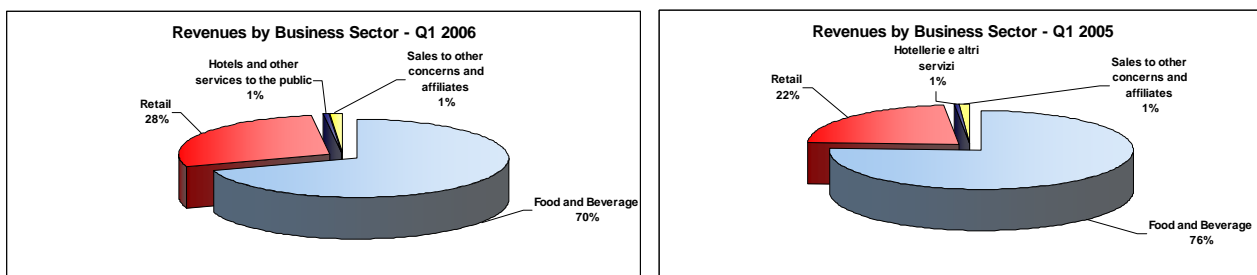 Revenues by Business Sector - Q1 2006
Hotels and other
services to the public
1%
Sales to other
concerns and
affiliates
1%
Retail
28%
Food and Beverage
70%
Revenues by Business Sector - Q1 2005
Hotellerie e altri
servizi
1%
Sales to other
concerns and
affiliates
1%
Retail
22%
Food and Beverage
76%